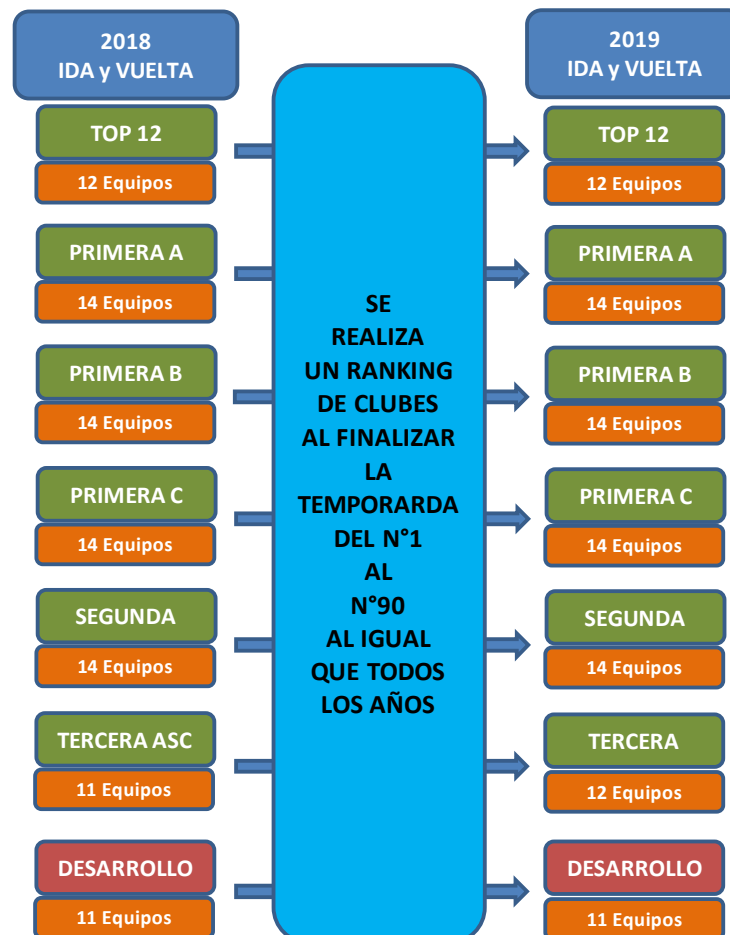 2018
IDA y VUELTA
TOP 12
12 Equipos
PRIMERA A
14 Equipos
PRIMERA B
14 Equipos
PRIMERA C
14 Equipos
SEGUNDA
14 Equipos
TERCERA ASC
11 Equipos
DESARROLLO
11 Equipos
SE
REALIZA
UN RANKING
DE CLUBES
AL FINALIZAR
LA
TEMPORARDA
DEL N°1
AL
N°90
AL IGUAL
QUE TODOS
LOS AÑOS
2019
IDA y VUELTA
TOP 12
12 Equipos
PRIMERA A
14 Equipos
PRIMERA B
14 Equipos
PRIMERA C
14 Equipos
SEGUNDA
14 Equipos
TERCERA
12 Equipos
DESARROLLO
11 Equipos